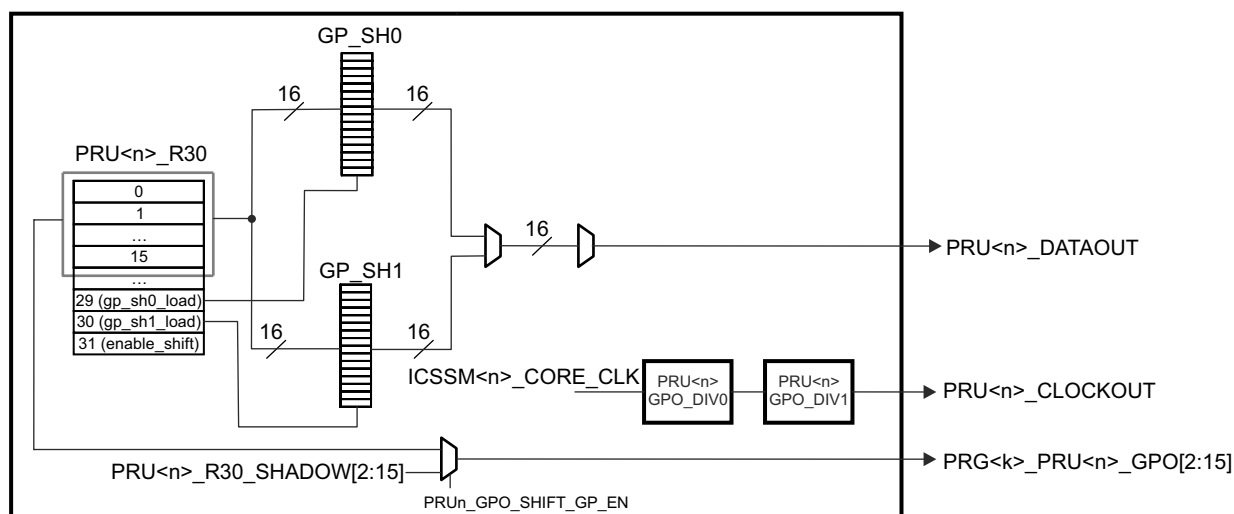 GP_SH0
16
16
PRU<n>_R30
0
1
...
15
...
29 (gp_sh0_load)
30 (gp_sh1_load)
31 (enable_shift)
16
PRU<n>_DATAOUT
GP_SH1
16
16
ICSSM<n>_CORE_CLK
PRU<n>
GPO_DIV0
PRU<n>
GPO_DIV1
PRU<n>_CLOCKOUT
PRU<n>_R30_SHADOW[2:15]
PRG<k>_PRU<n>_GPO[2:15]
PRUn_GPO_SHIFT_GP_EN